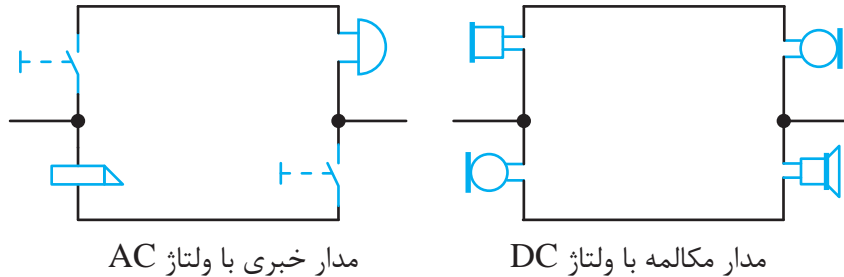 مدار مکالمه با ولتاژ DC
مدار خبری با ولتاژ AC